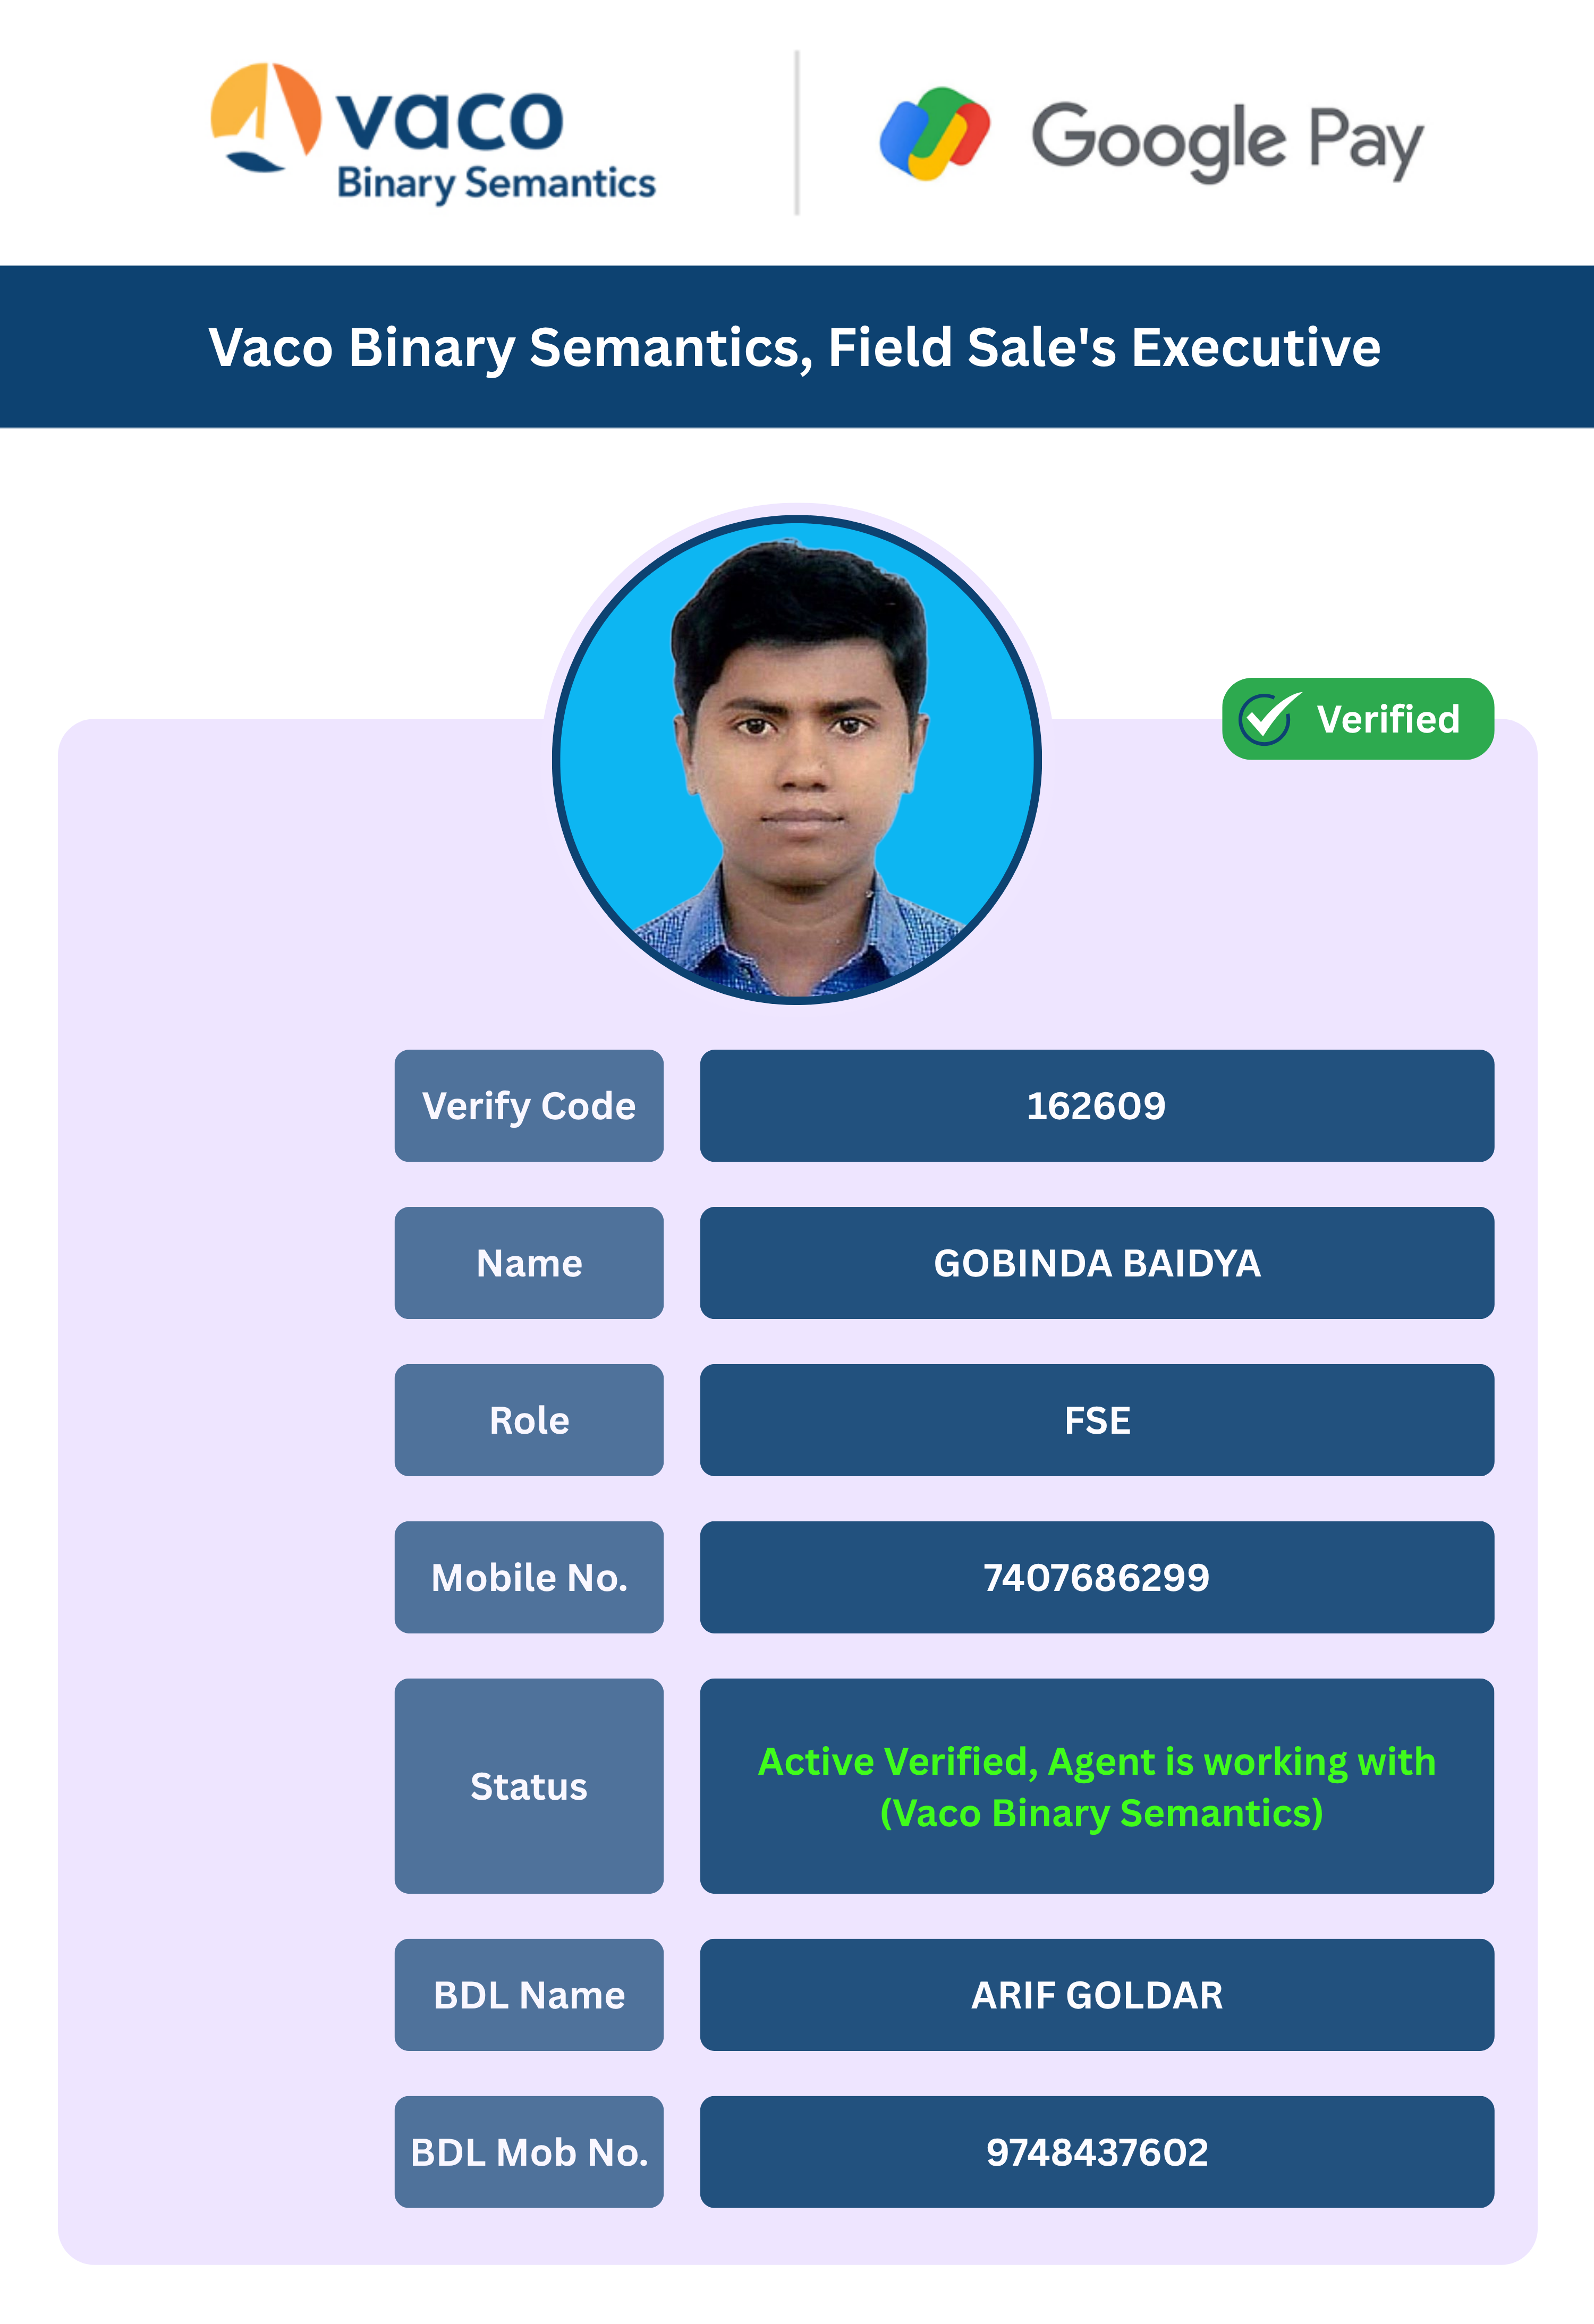 vaco
Binary Semantics
Google Pay
Vaco Binary Semantics, Field Sale's Executive
Verified
Verify Code
162609
Name
GOBINDA BAIDYA
Role
FSE
Mobile No.
7407686299
Status
Active Verified, Agent is working with
(Vaco Binary Semantics)
BDL Name
ARIF GOLDAR
BDL Mob No.
9748437602